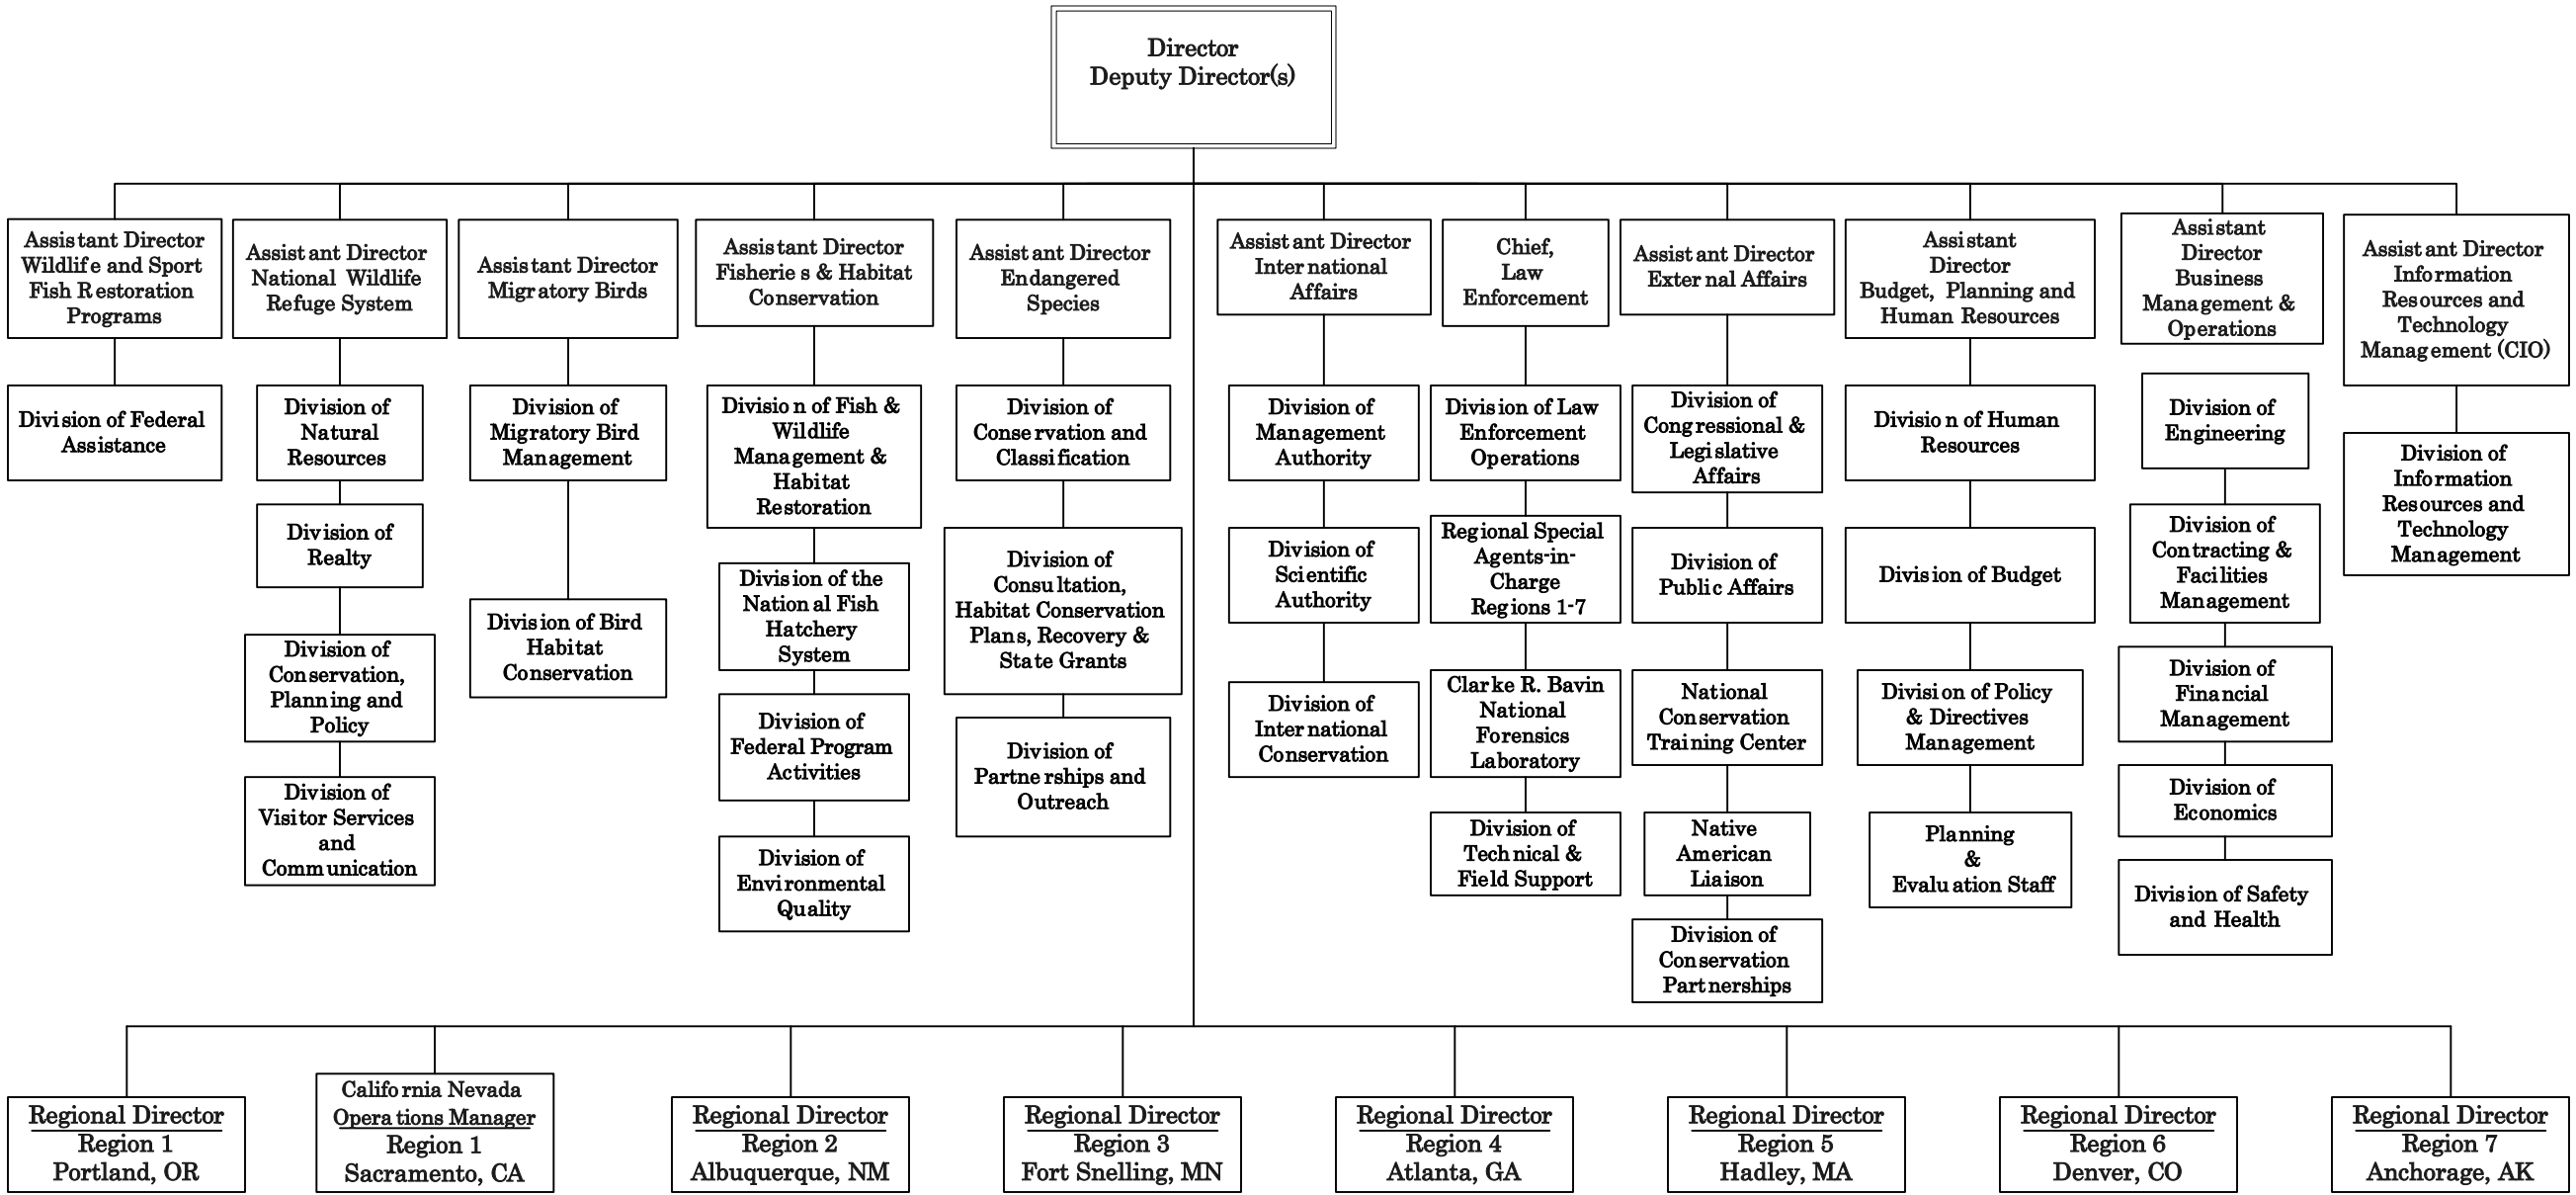 Director
Deputy Director(s)
Assistant Director
Wildlife and Sport
Fish Restoration
Programs
Assistant Director
National Wildlife
Refuge System
Assistant Director
Migratory Birds
Assistant Director
Fisheries & Habitat
Conservation
Assistant Director
Endangered
Species
Assistant Director
International
Affairs
Chief,
Law
Enforcement
Assistant Director
External Affairs
Assistant
Director
Budget, Planning and
Human Resources
Assistant
Director
Business
Management &
Operations
Assistant Director
Information
Resources and
Technology
Management (CIO)
Division of Federal
Assistance
Division of
Natural
Resources
Division of
Realty
Division of
Conservation,
Planning and
Policy
Division of
Visitor Services
and
Communication
Division of
Migratory Bird
Management
Division of Bird
Habitat
Conservation
Division of Fish &
Wildlife
Management &
Habitat
Restoration
Division of the
National Fish
Hatchery
System
Division of
Federal Program
Activities
Division of
Environmental
Quality
Division of
Conservation and
Classification
Division of
Consultation,
Habitat Conservation
Plans, Recovery &
State Grants
Division of
Partnerships and
Outreach
Division of
Management
Authority
Division of
Scientific
Authority
Division of
International
Conservation
Division of Law
Enforcement
Operations
Regional Special
Agents-in-
Charge
Regions 1-7
Clarke R. Bavin
National
Forensics
Laboratory
Division of
Technical &
Field Support
Division of
Congressional &
Legislative
Affairs
Division of
Public Affairs
National
Conservation
Training Center
Native
American
Liaison
Division of
Conservation
Partnerships
Division of Human
Resources
Division of Budget
Division of Policy
& Directives
Management
Planning
&
Evaluation Staff
Division of
Engineering
Division of
Contracting &
Facilities
Management
Division of
Financial
Management
Division of
Economics
Division of Safety
and Health
Division of
Information
Resources and
Technology
Management
Regional Director
Region 1
Portland, OR
California Nevada
Operations Manager
Region 1
Sacramento, CA
Regional Director
Region 2
Albuquerque, NM
Regional Director
Region 3
Fort Snelling, MN
Regional Director
Region 4
Atlanta, GA
Regional Director
Region 5
Hadley, MA
Regional Director
Region 6
Denver, CO
Regional Director
Region 7
Anchorage, AK